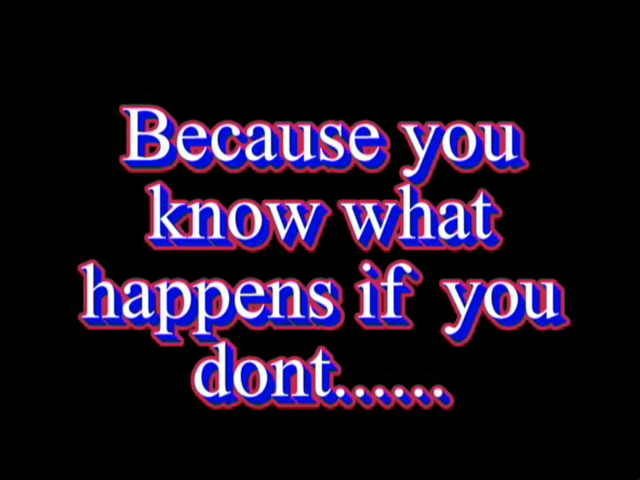 Because you
know what
happens if you
dont......